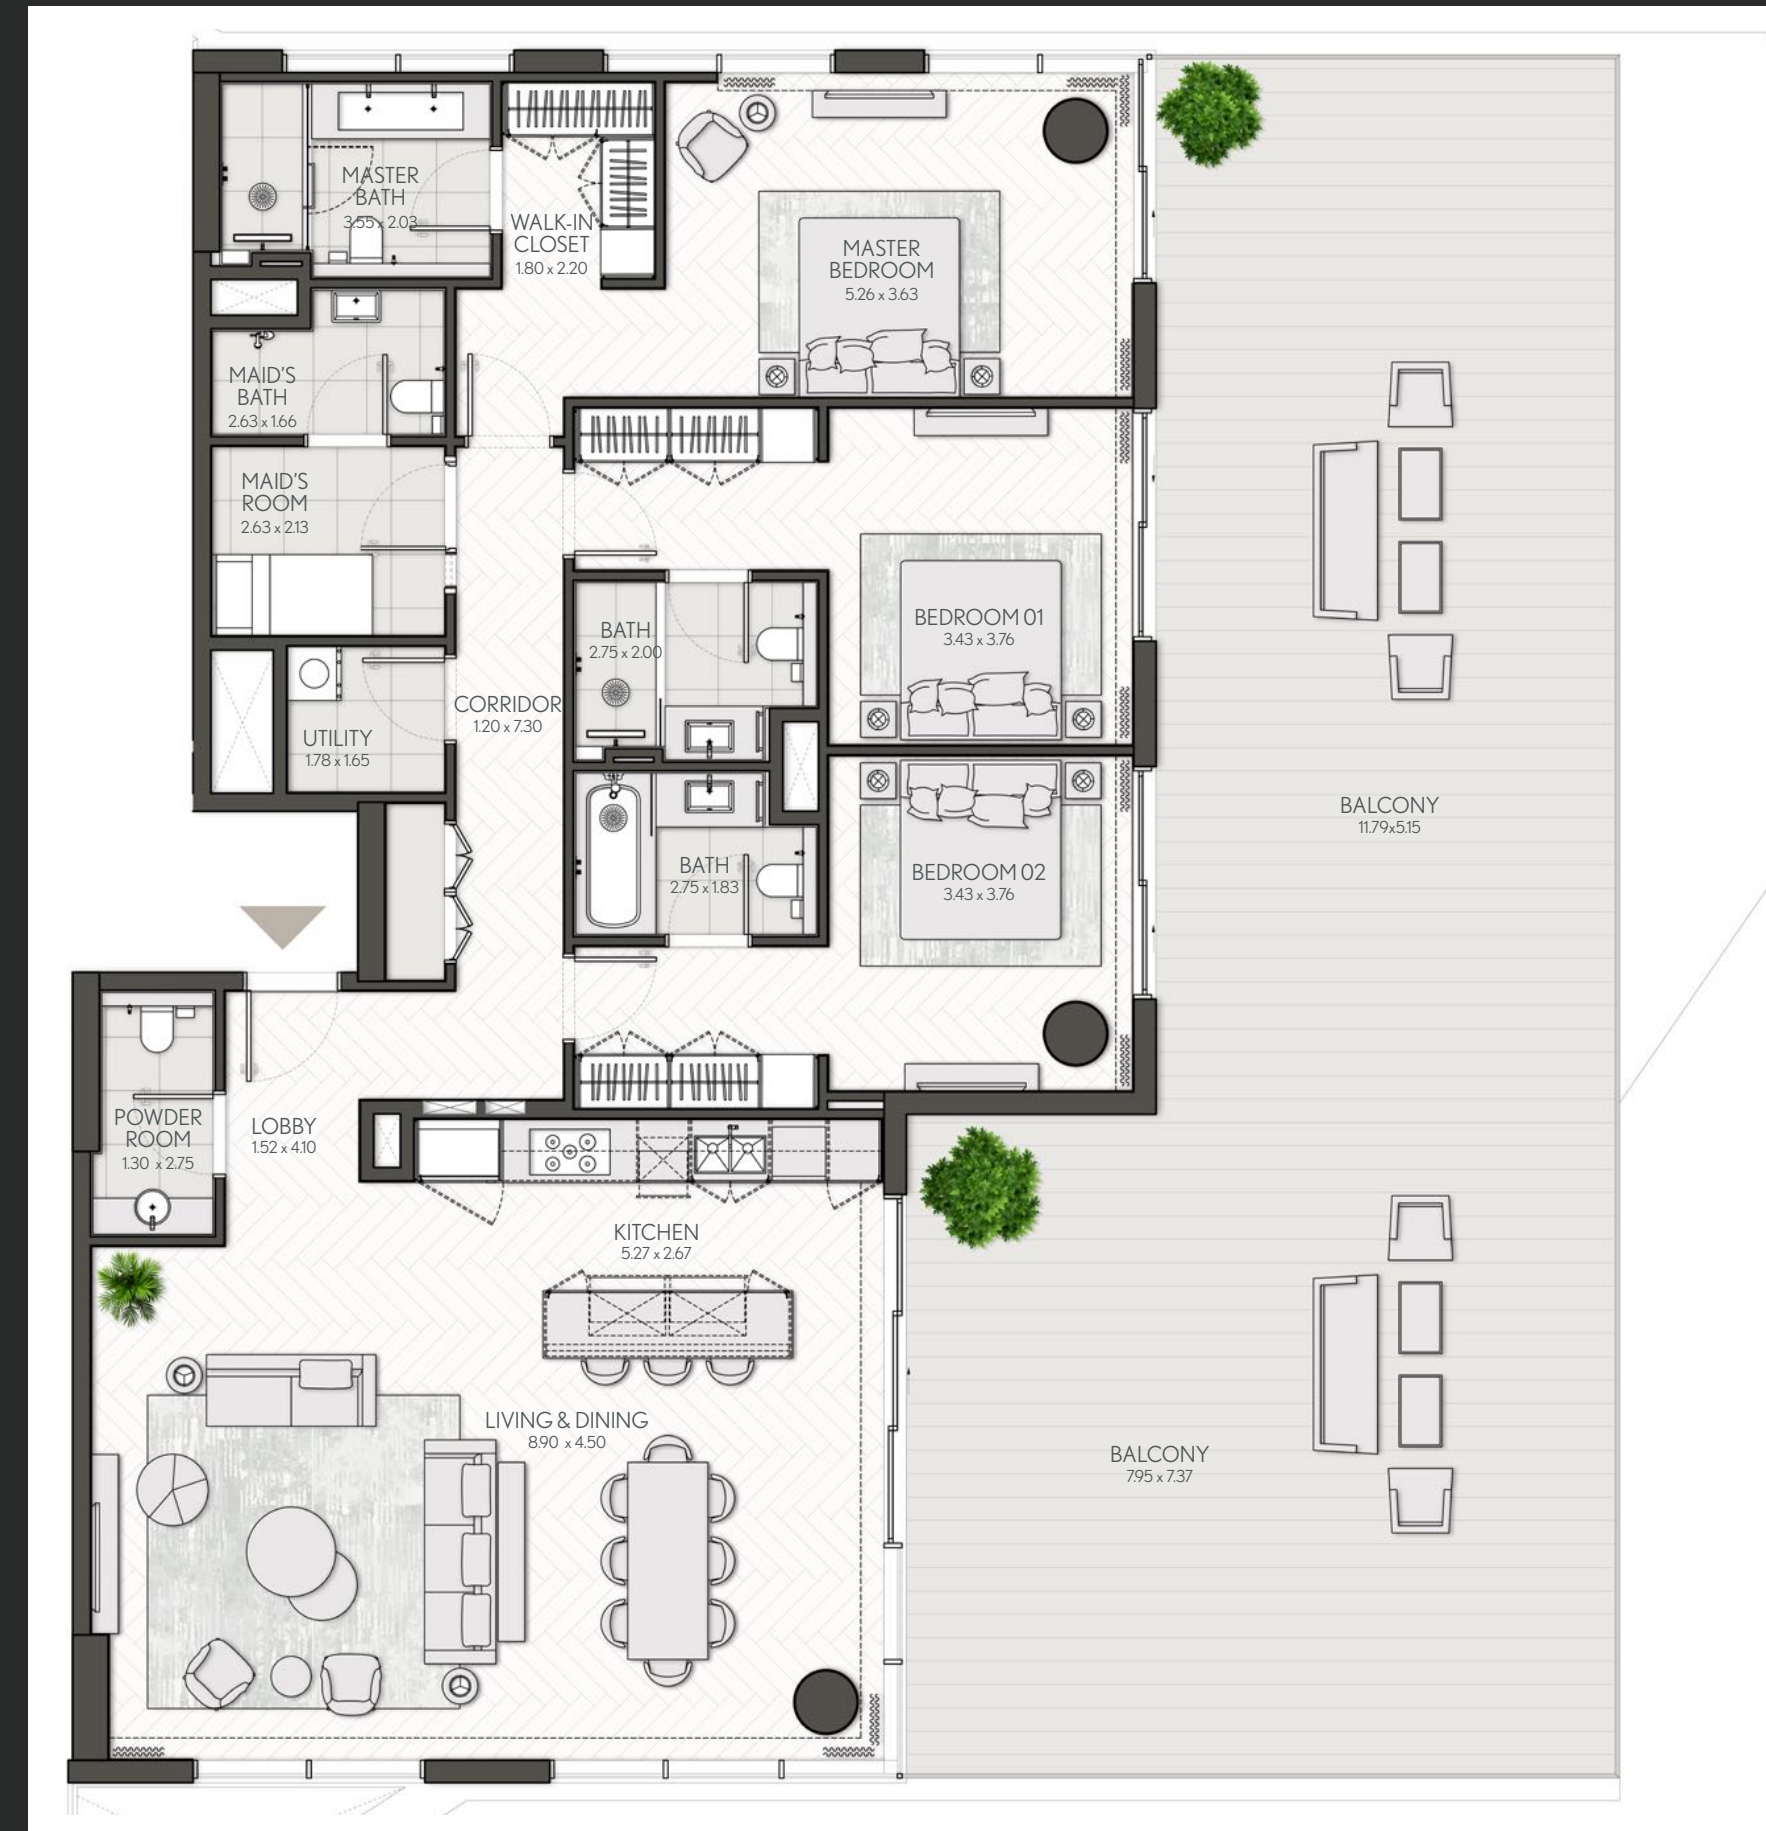 MASTER
BATH
3.55 x 2.03
WALK-IN
CLOSET
1.80 x 2.20
MASTER
BEDROOM
5.26 x 3.63
MAID'S
BATH
2.63 x 1.66
MAID'S
ROOM
2.63 x 2.13
BEDROOM 01
3.43 x 3.76
BATH
2.75 x 2.00
CORRIDOR
1.20 x 7.30
UTILITY
1.78 x 1.65
BALCONY
11.79x5.15
BATH
2.75 x 1.83
BEDROOM 02
3.43 x 3.76
POWDER
ROOM
1.30 x 2.75
LOBBY
1.52 x 4.10
KITCHEN
5.27 x 2.67
LIVING & DINING
8.90 x 4.50
BALCONY
7.95 x 7.37